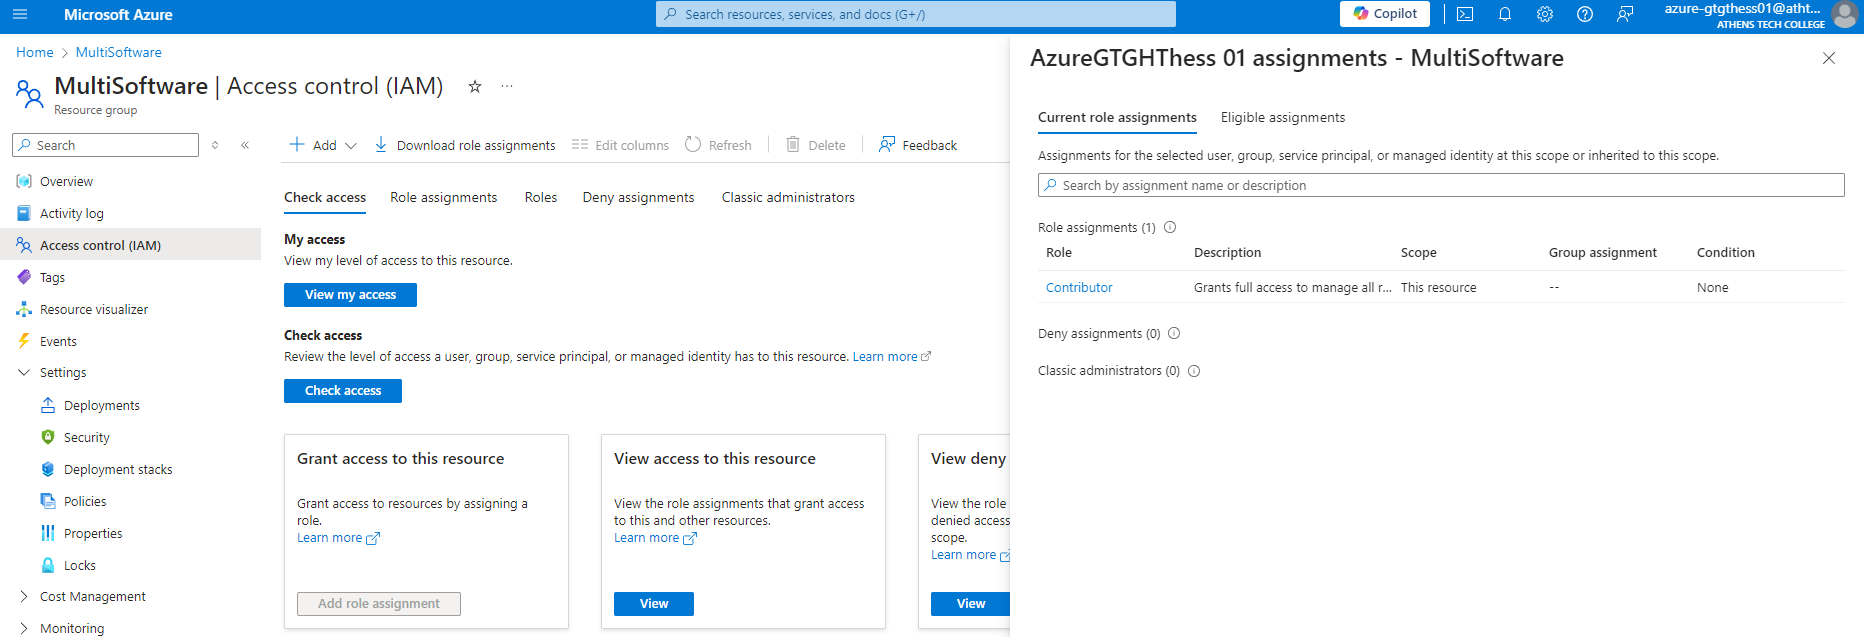 Microsoft Azure
Search resources, services, and docs (G+/)
Copilot
azure-gtgthess01@atht...
ATHENS TECH COLLEGE
Home > MultiSoftware
MultiSoftware | Access control (IAM)
Resource group
Search
Overview
Activity log
Access control (IAM)
Tags
Resource visualizer
Events
Settings
Deployments
Security
Deployment stacks
Policies
Properties
Locks
Cost Management
Monitoring
Add
Download role assignments
Edit columns
Refresh
Delete
Feedback
Check access
Role assignments
Roles
Deny assignments
Classic administrators
My access
View my level of access to this resource.
View my access
Check access
Review the level of access a user, group, service principal, or managed identity has to this resource. Learn more
Check access
Grant access to this resource
Grant access to resources by assigning a
role.
Learn more
Add role assignment
View access to this resource
View the role assignments that grant access
to this and other resources.
Learn more
View
View deny
View the role
denied access
scope.
Learn more
View
AzureGTGHThess 01 assignments - MultiSoftware
Current role assignments
Eligible assignments
Assignments for the selected user, group, service principal, or managed identity at this scope or inherited to this scope.
Search by assignment name or description
Role assignments (1)
Role Description Scope Group assignment Condition
Contributor Grants full access to manage all r... This resource -- None
Deny assignments (0)
Classic administrators (0)